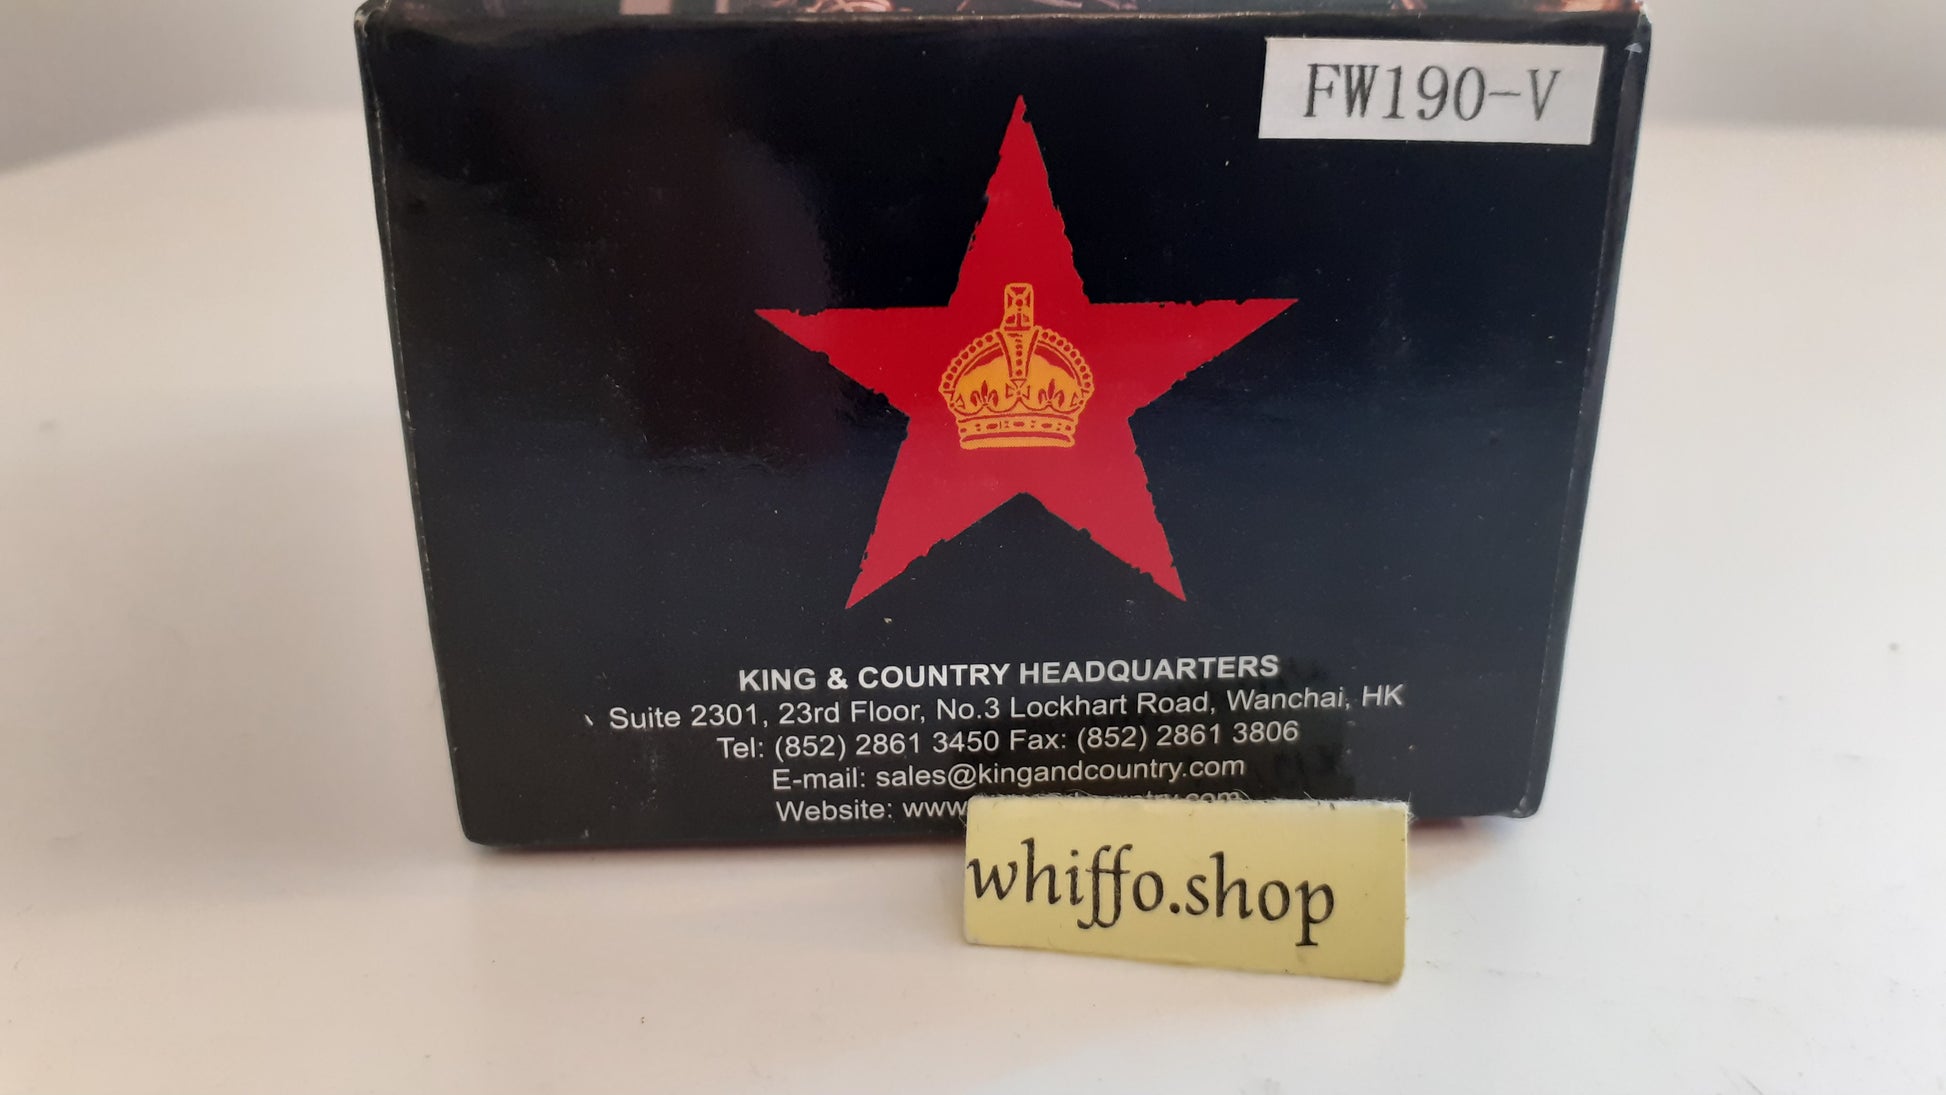 FW190-V
KING & COUNTRY HEADQUARTERS
Suite 2301, 23rd Floor, No.3 Lockhart Road, Wanchai, HK
Tel: (852) 2861 3450 Fax: (852) 2861 3806
E-mail: sales@kingandcountry.com
Website: www
whiffo.shop